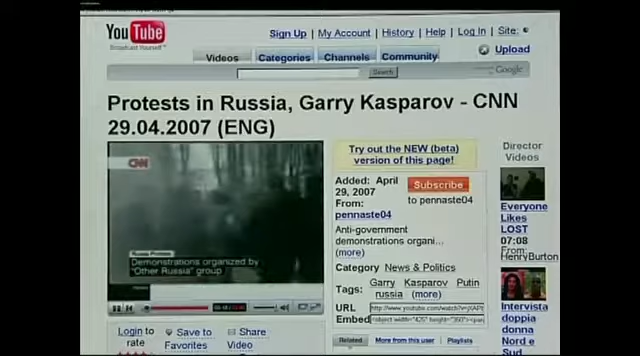 YouTube
Broadcast Yourself™
Sign Up | My Account | History | Help | Log In | Site:
Videos Categories Channels Community Upload
Search Google
Protests in Russia, Garry Kasparov - CNN
29.04.2007 (ENG)
CNN
Russia Protests
Demonstrations organized by
"Other Russia" group
Login to
rate
Save to
Favorites
Share
Video
Try out the NEW (beta)
version of this page!
Added: April
29, 2007
From:
pennaste04
Subscribe
to pennaste04
Anti-government
demonstrations organi...
(more)
Category News & Politics
Tags: Garry Kasparov Putin
russia (more)
URL
Embed
Related More from this user Playlists
Director
Videos
Everyone
Likes
LOST
07:08
From:
HenryBurton
Intervista
doppia
donna
Nord e
Sud